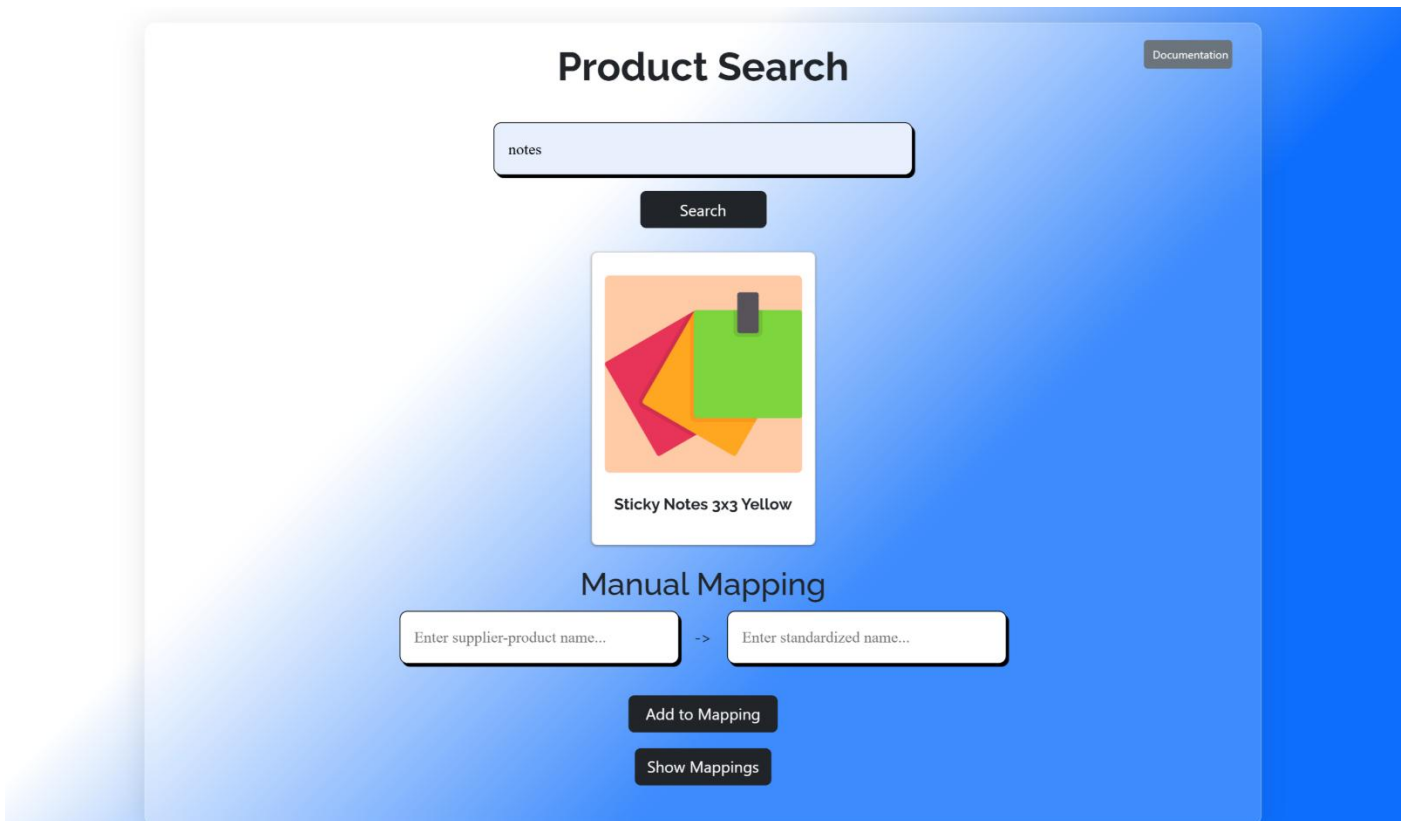 Product Search
Documentation
notes
Search
Sticky Notes 3x3 Yellow
Manual Mapping
Enter supplier-product name... -> Enter standardized name...
Add to Mapping
Show Mappings